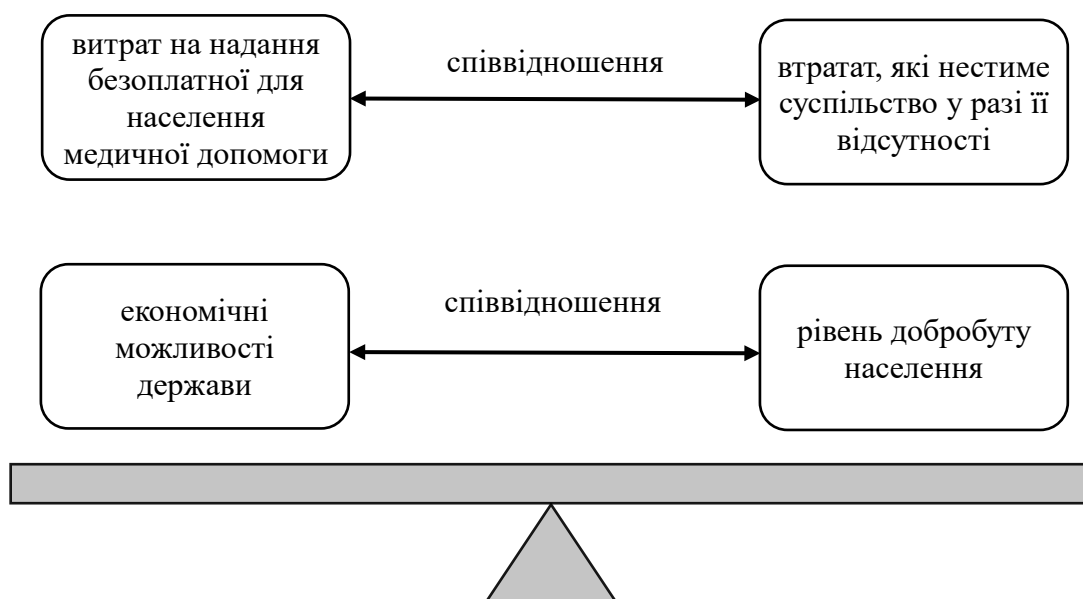 витрат на надання
безоплатної для
населення
медичної допомоги
співвідношення
втратат, які нестиме
суспільство у разі її
відсутності
економічні
можливості
держави
співвідношення
рівень добробуту
населення